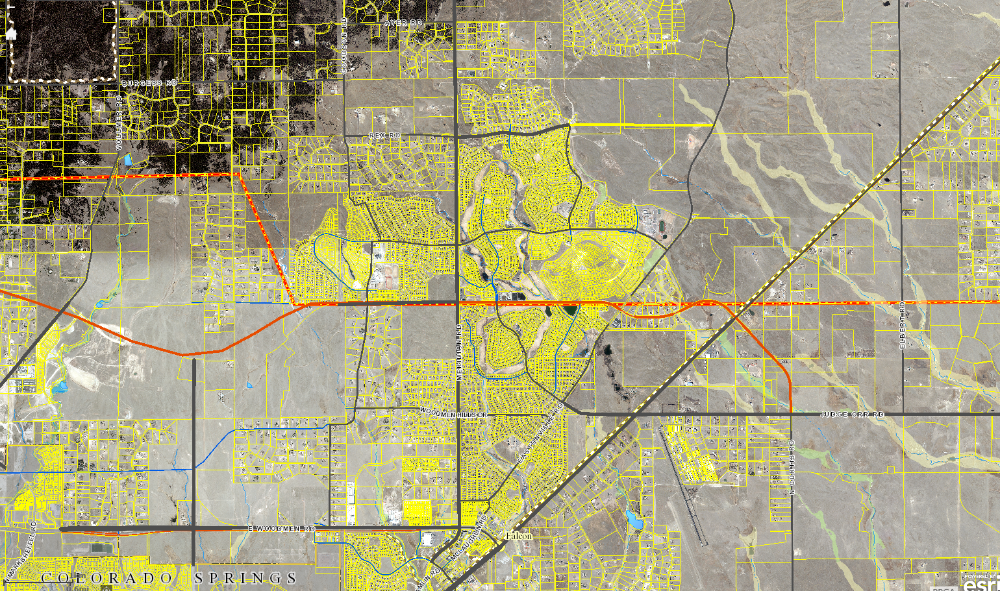 AYER RD
GOODSON RD
BURGESS RD
VOLLMER RD
REX RD
ELBERT RD
MERIDIAN RD
WOODMEN HILLS DR
JUDGE ORR RD
E EASTONVILLE RD
N CURTIS RD
E WOODMEN RD
N MARKSHEFFEL RD
MCLAUGHLIN RD
Falcon
COLORADO SPRINGS
POWERED BY
esri